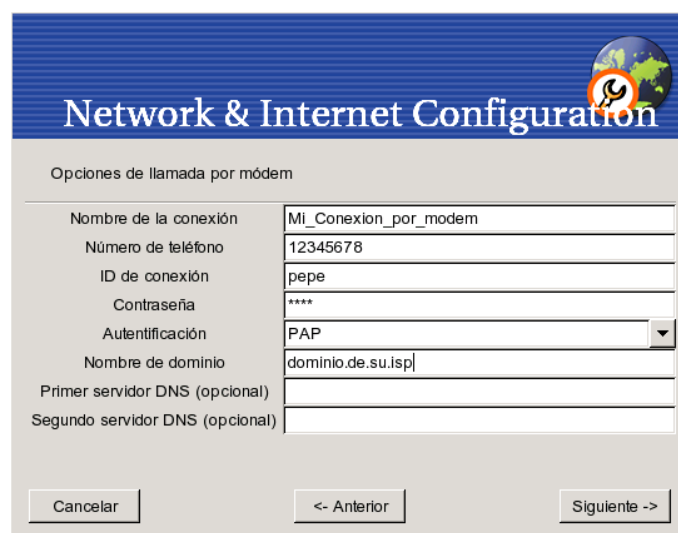 Network & Internet Configuration
Opciones de llamada por módem
Nombre de la conexión Mi_Conexion_por_modem
Número de teléfono 12345678
ID de conexión pepe
Contraseña ****
Autentificación PAP
Nombre de dominio dominio.de.su.isp
Primer servidor DNS (opcional)
Segundo servidor DNS (opcional)
Cancelar <- Anterior Siguiente ->